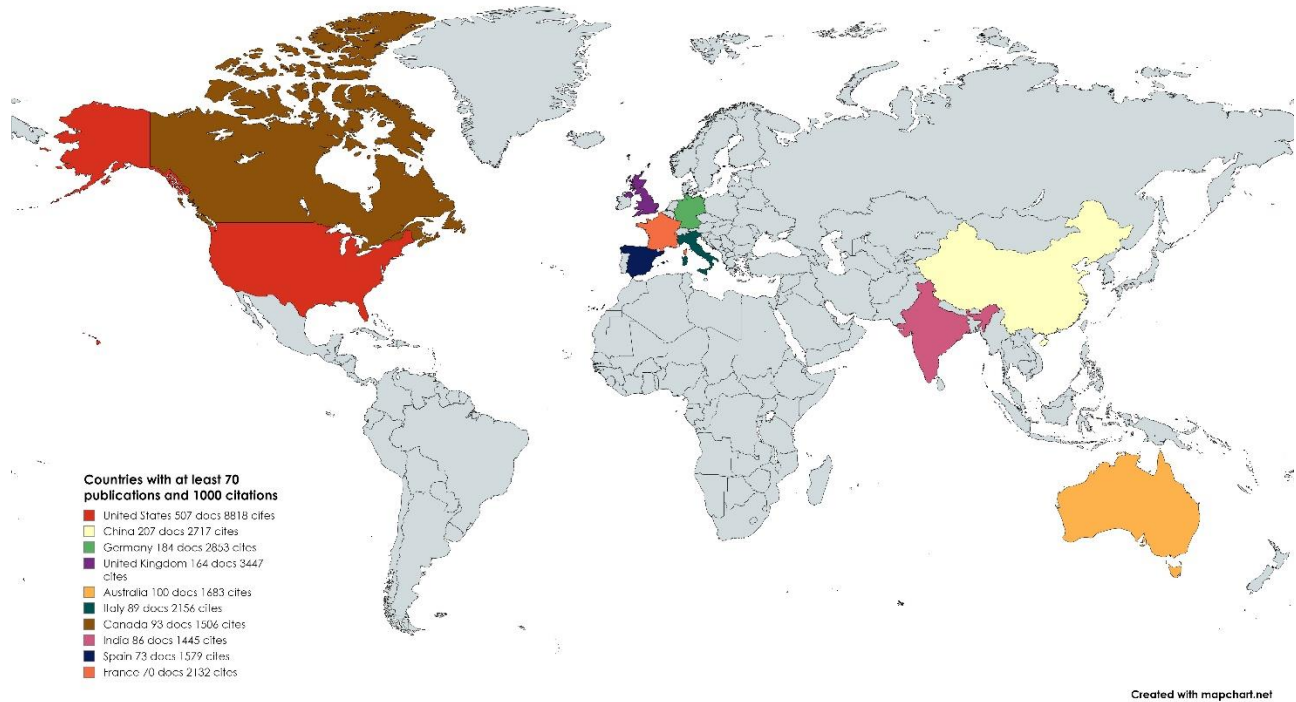 Countries with at least 70
publications and 1000 citations
United States 507 docs 8818 cites
China 207 docs 2717 cites
Germany 184 docs 2853 cites
United Kingdom 164 docs 3447
cites
Australia 100 docs 1683 cites
Italy 89 docs 2156 cites
Canada 93 docs 1506 cites
India 86 docs 1445 cites
Spain 73 docs 1579 cites
France 70 docs 2132 cites
Created with mapchart.net